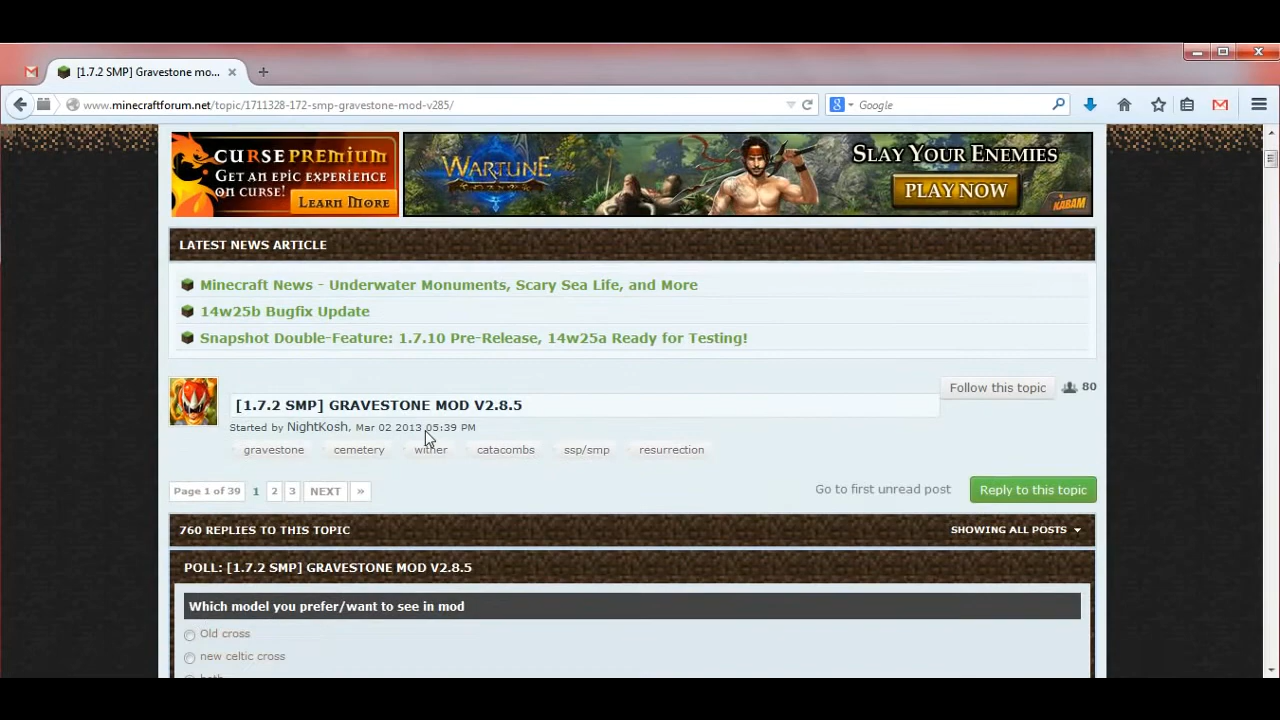 [1.7.2 SMP] Gravestone mo...
www.minecraftforum.net/topic/1711328-172-smp-gravestone-mod-v285/
Google
CURSE PREMIUM
GET AN EPIC EXPERIENCE
ON CURSE!
LEARN MORE
WARTUNE
SLAY YOUR ENEMIES
PLAY NOW
KABAM
LATEST NEWS ARTICLE
Minecraft News - Underwater Monuments, Scary Sea Life, and More
14w25b Bugfix Update
Snapshot Double-Feature: 1.7.10 Pre-Release, 14w25a Ready for Testing!
[1.7.2 SMP] GRAVESTONE MOD V2.8.5
Follow this topic
80
Started by NightKosh, Mar 02 2013 05:39 PM
gravestone cemetery wither catacombs ssp/smp resurrection
Page 1 of 39 1 2 3 NEXT »
Go to first unread post
Reply to this topic
760 REPLIES TO THIS TOPIC
SHOWING ALL POSTS
POLL: [1.7.2 SMP] GRAVESTONE MOD V2.8.5
Which model you prefer/want to see in mod
Old cross
new celtic cross